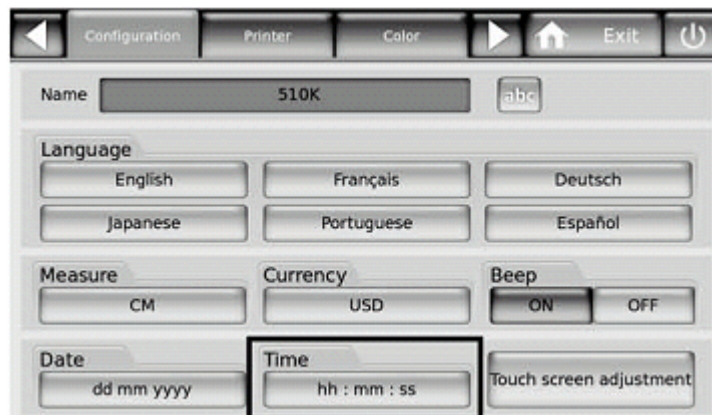 Configuration Printer Color Exit
Name 510K abc
Language
English Français Deutsch
Japanese Portuguese Español
Measure Currency Beep
CM USD ON OFF
Date Time
dd mm yyyy hh : mm : ss Touch screen adjustment